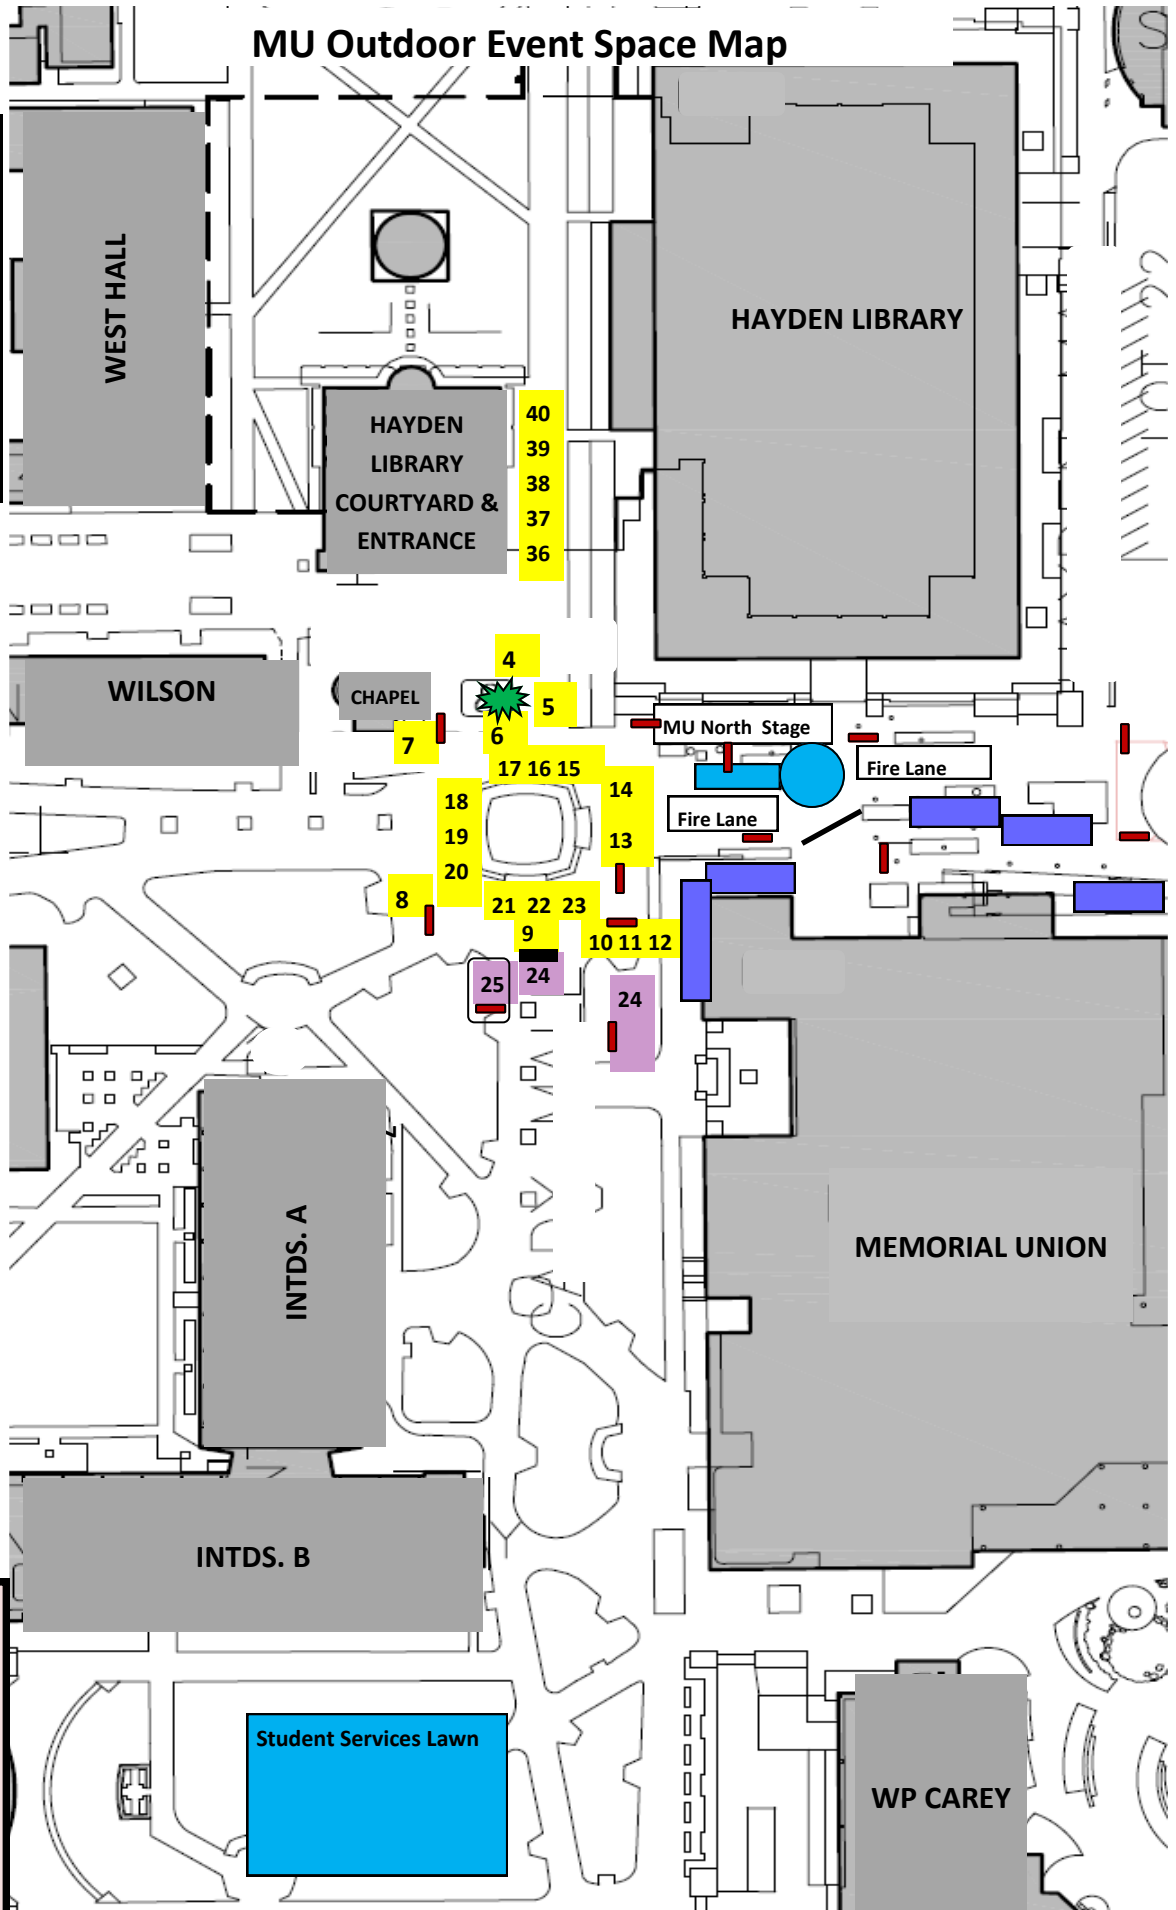 MU Outdoor Event Space Map
S
WEST HALL
HAYDEN LIBRARY
LOT 22
HAYDEN
LIBRARY
COURTYARD &
ENTRANCE
40
39
38
37
36
4
WILSON
CHAPEL
5
6
7
MU North Stage
Fire Lane
17 16 15
14
18
Fire Lane
19
13
20
8
21 22 23
9
10 11 12
24
25
24
INTDS. A
MEMORIAL UNION
INTDS. B
Student Services Lawn
WP CAREY